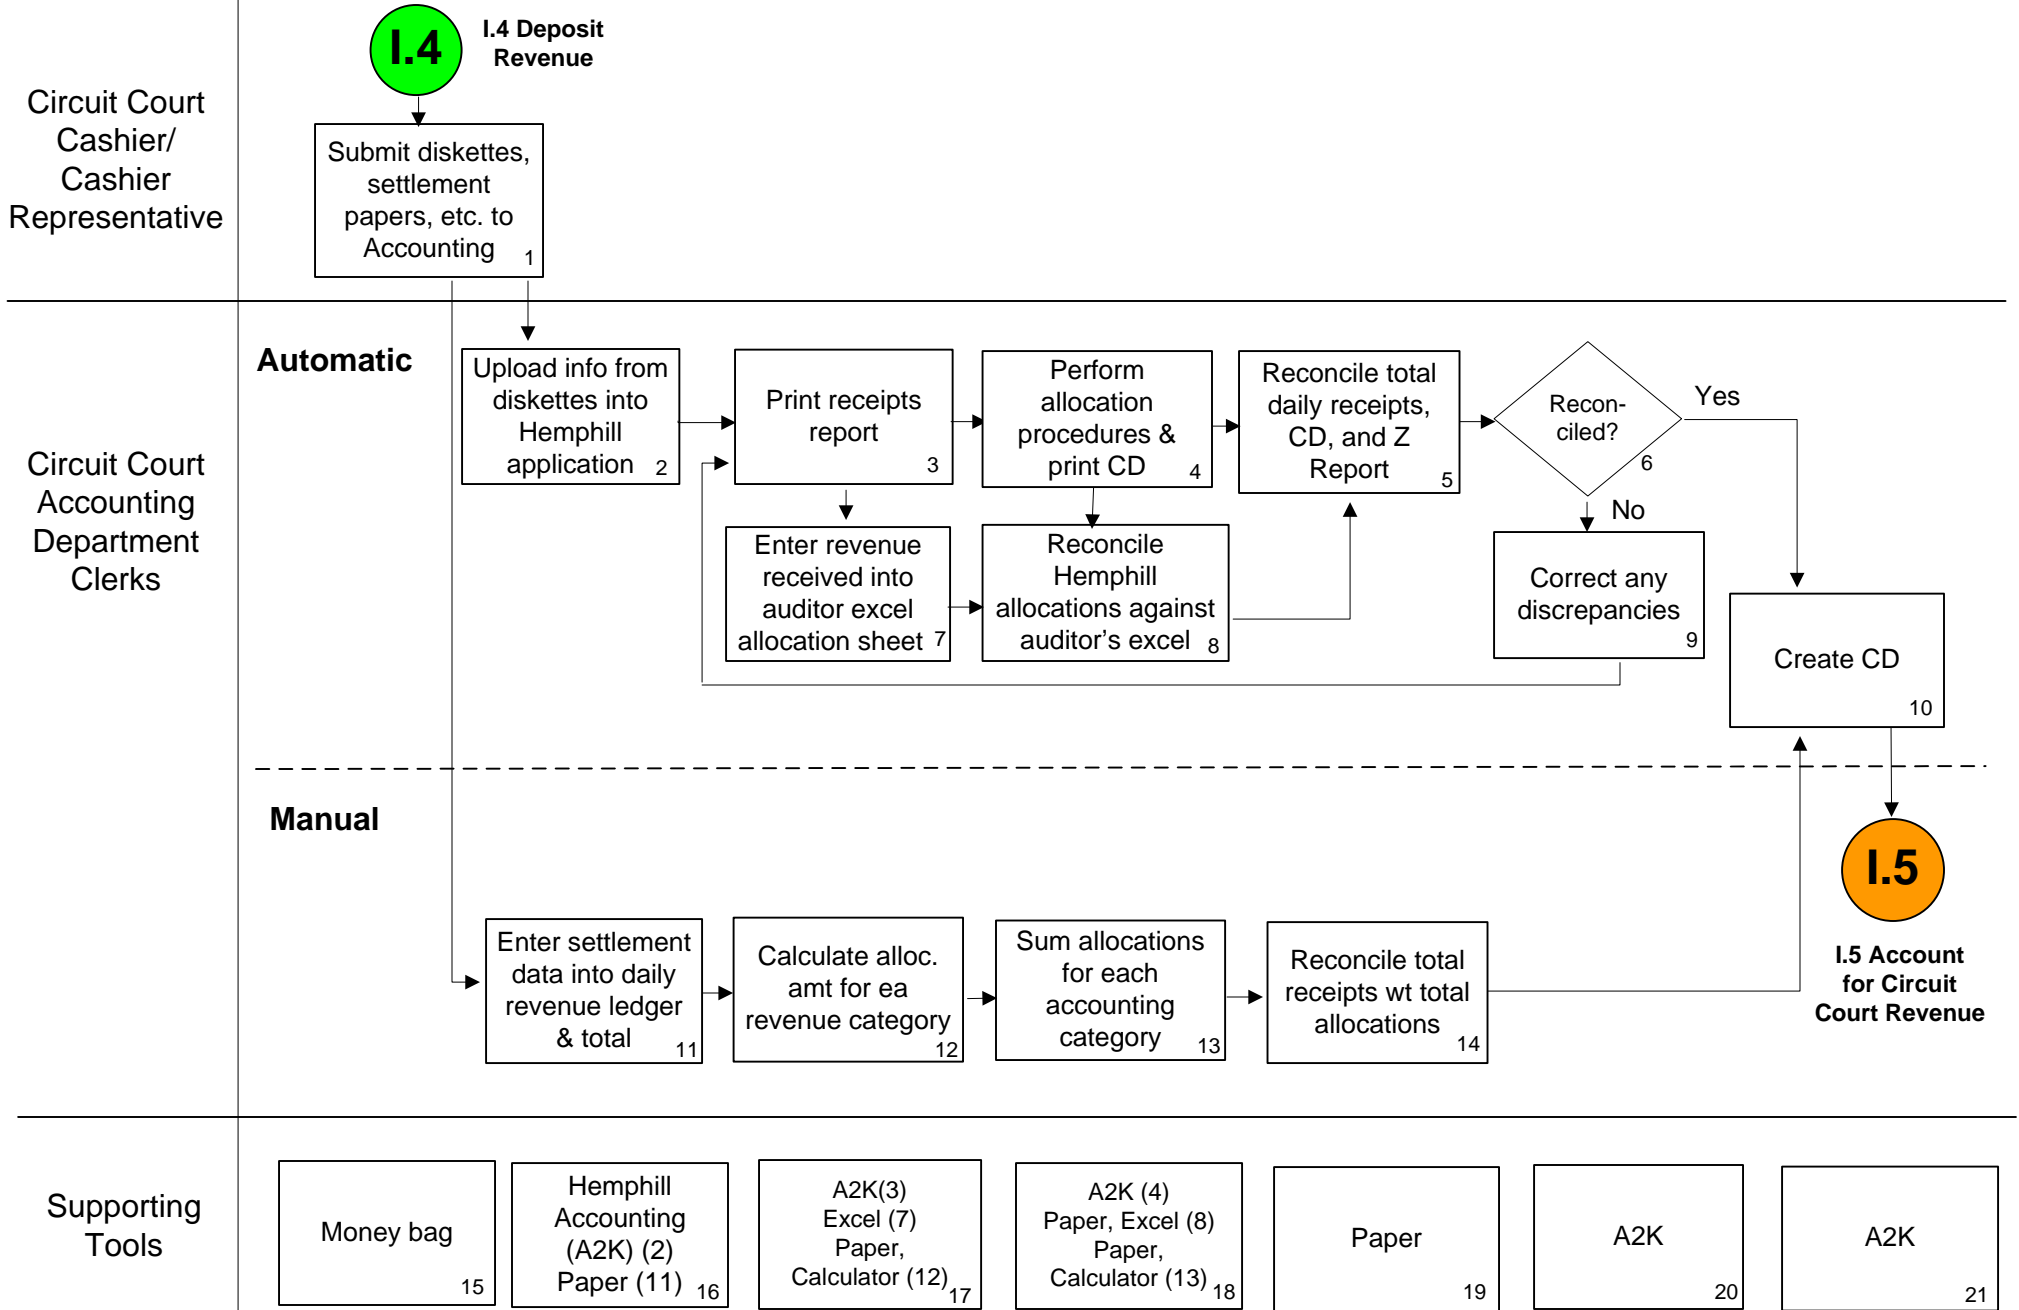 I.4
I.4 Deposit
Revenue
Circuit Court
Cashier/
Cashier
Representative
Submit diskettes,
settlement
papers, etc. to
Accounting
1
Circuit Court
Accounting
Department
Clerks
Automatic
Upload info from
diskettes into
Hemphill
application
2
Print receipts
report
3
Perform
allocation
procedures &
print CD
4
Reconcile total
daily receipts,
CD, and Z
Report
5
Recon-
ciled?
6
Yes
No
Enter revenue
received into
auditor excel
allocation sheet
7
Reconcile
Hemphill
allocations against
auditor’s excel
8
Correct any
discrepancies
9
Create CD
10
Manual
I.5
I.5 Account
for Circuit
Court Revenue
Enter settlement
data into daily
revenue ledger
& total
11
Calculate alloc.
amt for ea
revenue category
12
Sum allocations
for each
accounting
category
13
Reconcile total
receipts wt total
allocations
14
Supporting
Tools
Money bag
15
Hemphill
Accounting
(A2K) (2)
Paper (11)
16
A2K(3)
Excel (7)
Paper,
Calculator (12)
17
A2K (4)
Paper, Excel (8)
Paper,
Calculator (13)
18
Paper
19
A2K
20
A2K
21